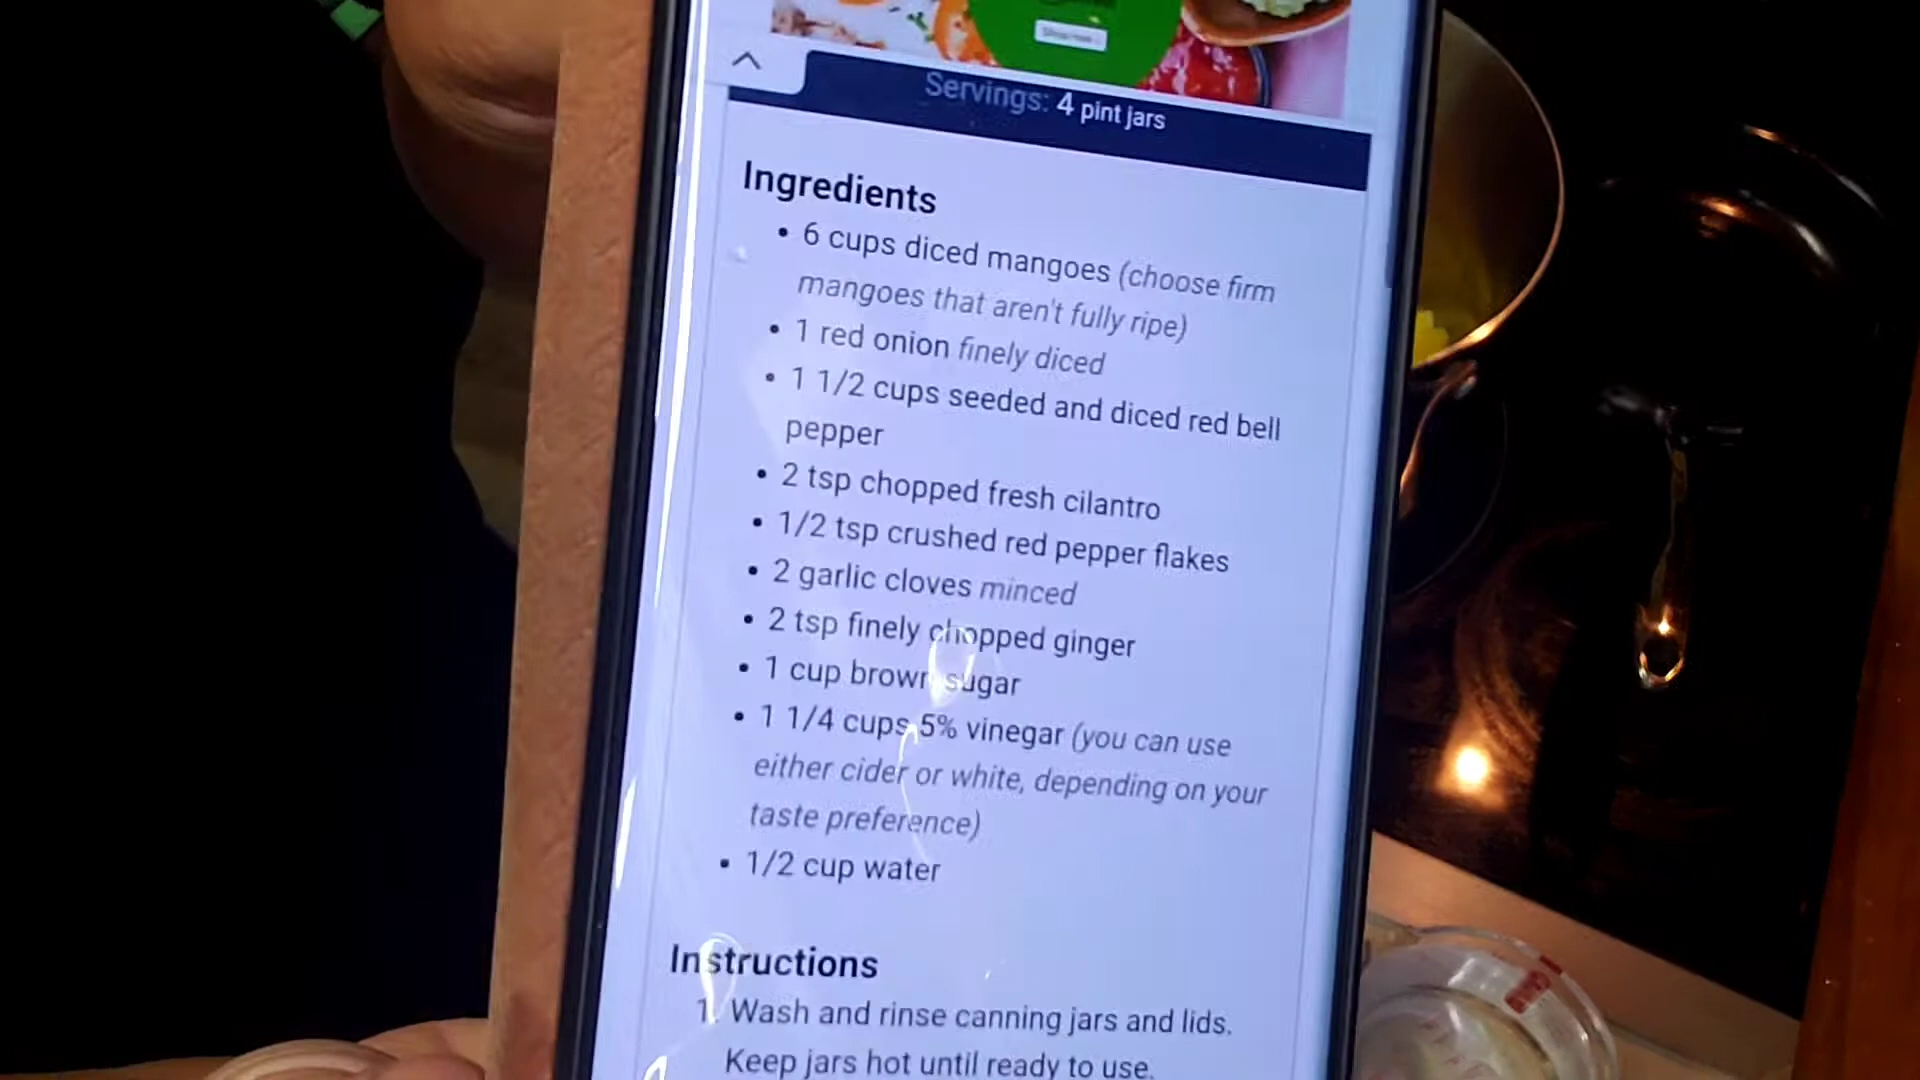 Servings: 4 pint jars
Ingredients
• 6 cups diced mangoes (choose firm
mangoes that aren't fully ripe)
• 1 red onion finely diced
• 1 1/2 cups seeded and diced red bell
pepper
• 2 tsp chopped fresh cilantro
• 1/2 tsp crushed red pepper flakes
• 2 garlic cloves minced
• 2 tsp finely chopped ginger
• 1 cup brown sugar
• 1 1/4 cups 5% vinegar (you can use
either cider or white, depending on your
taste preference)
• 1/2 cup water
Instructions
1. Wash and rinse canning jars and lids.
Keep jars hot until ready to use.